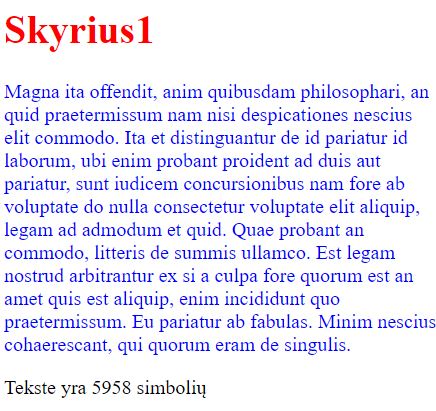 Skyrius1
Magna ita offendit, anim quibusdam philosophari, an
quid praetermissum nam nisi despicationes nescius
elit commodo. Ita et distinguantur de id pariatur id
laborum, ubi enim probant proident ad duis aut
pariatur, sunt iudicem concursionibus nam fore ab
voluptate do nulla consectetur voluptate elit aliquip,
legam ad admodum et quid. Quae probant an
commodo, litteris de summis ullamco. Est legam
nostrud arbitrantur ex si a culpa fore quorum est an
amet quis est aliquip, enim incididunt quo
praetermissum. Eu pariatur ab fabulas. Minim nescius
cohaerescant, qui quorum eram de singulis.
Tekste yra 5958 simbolių